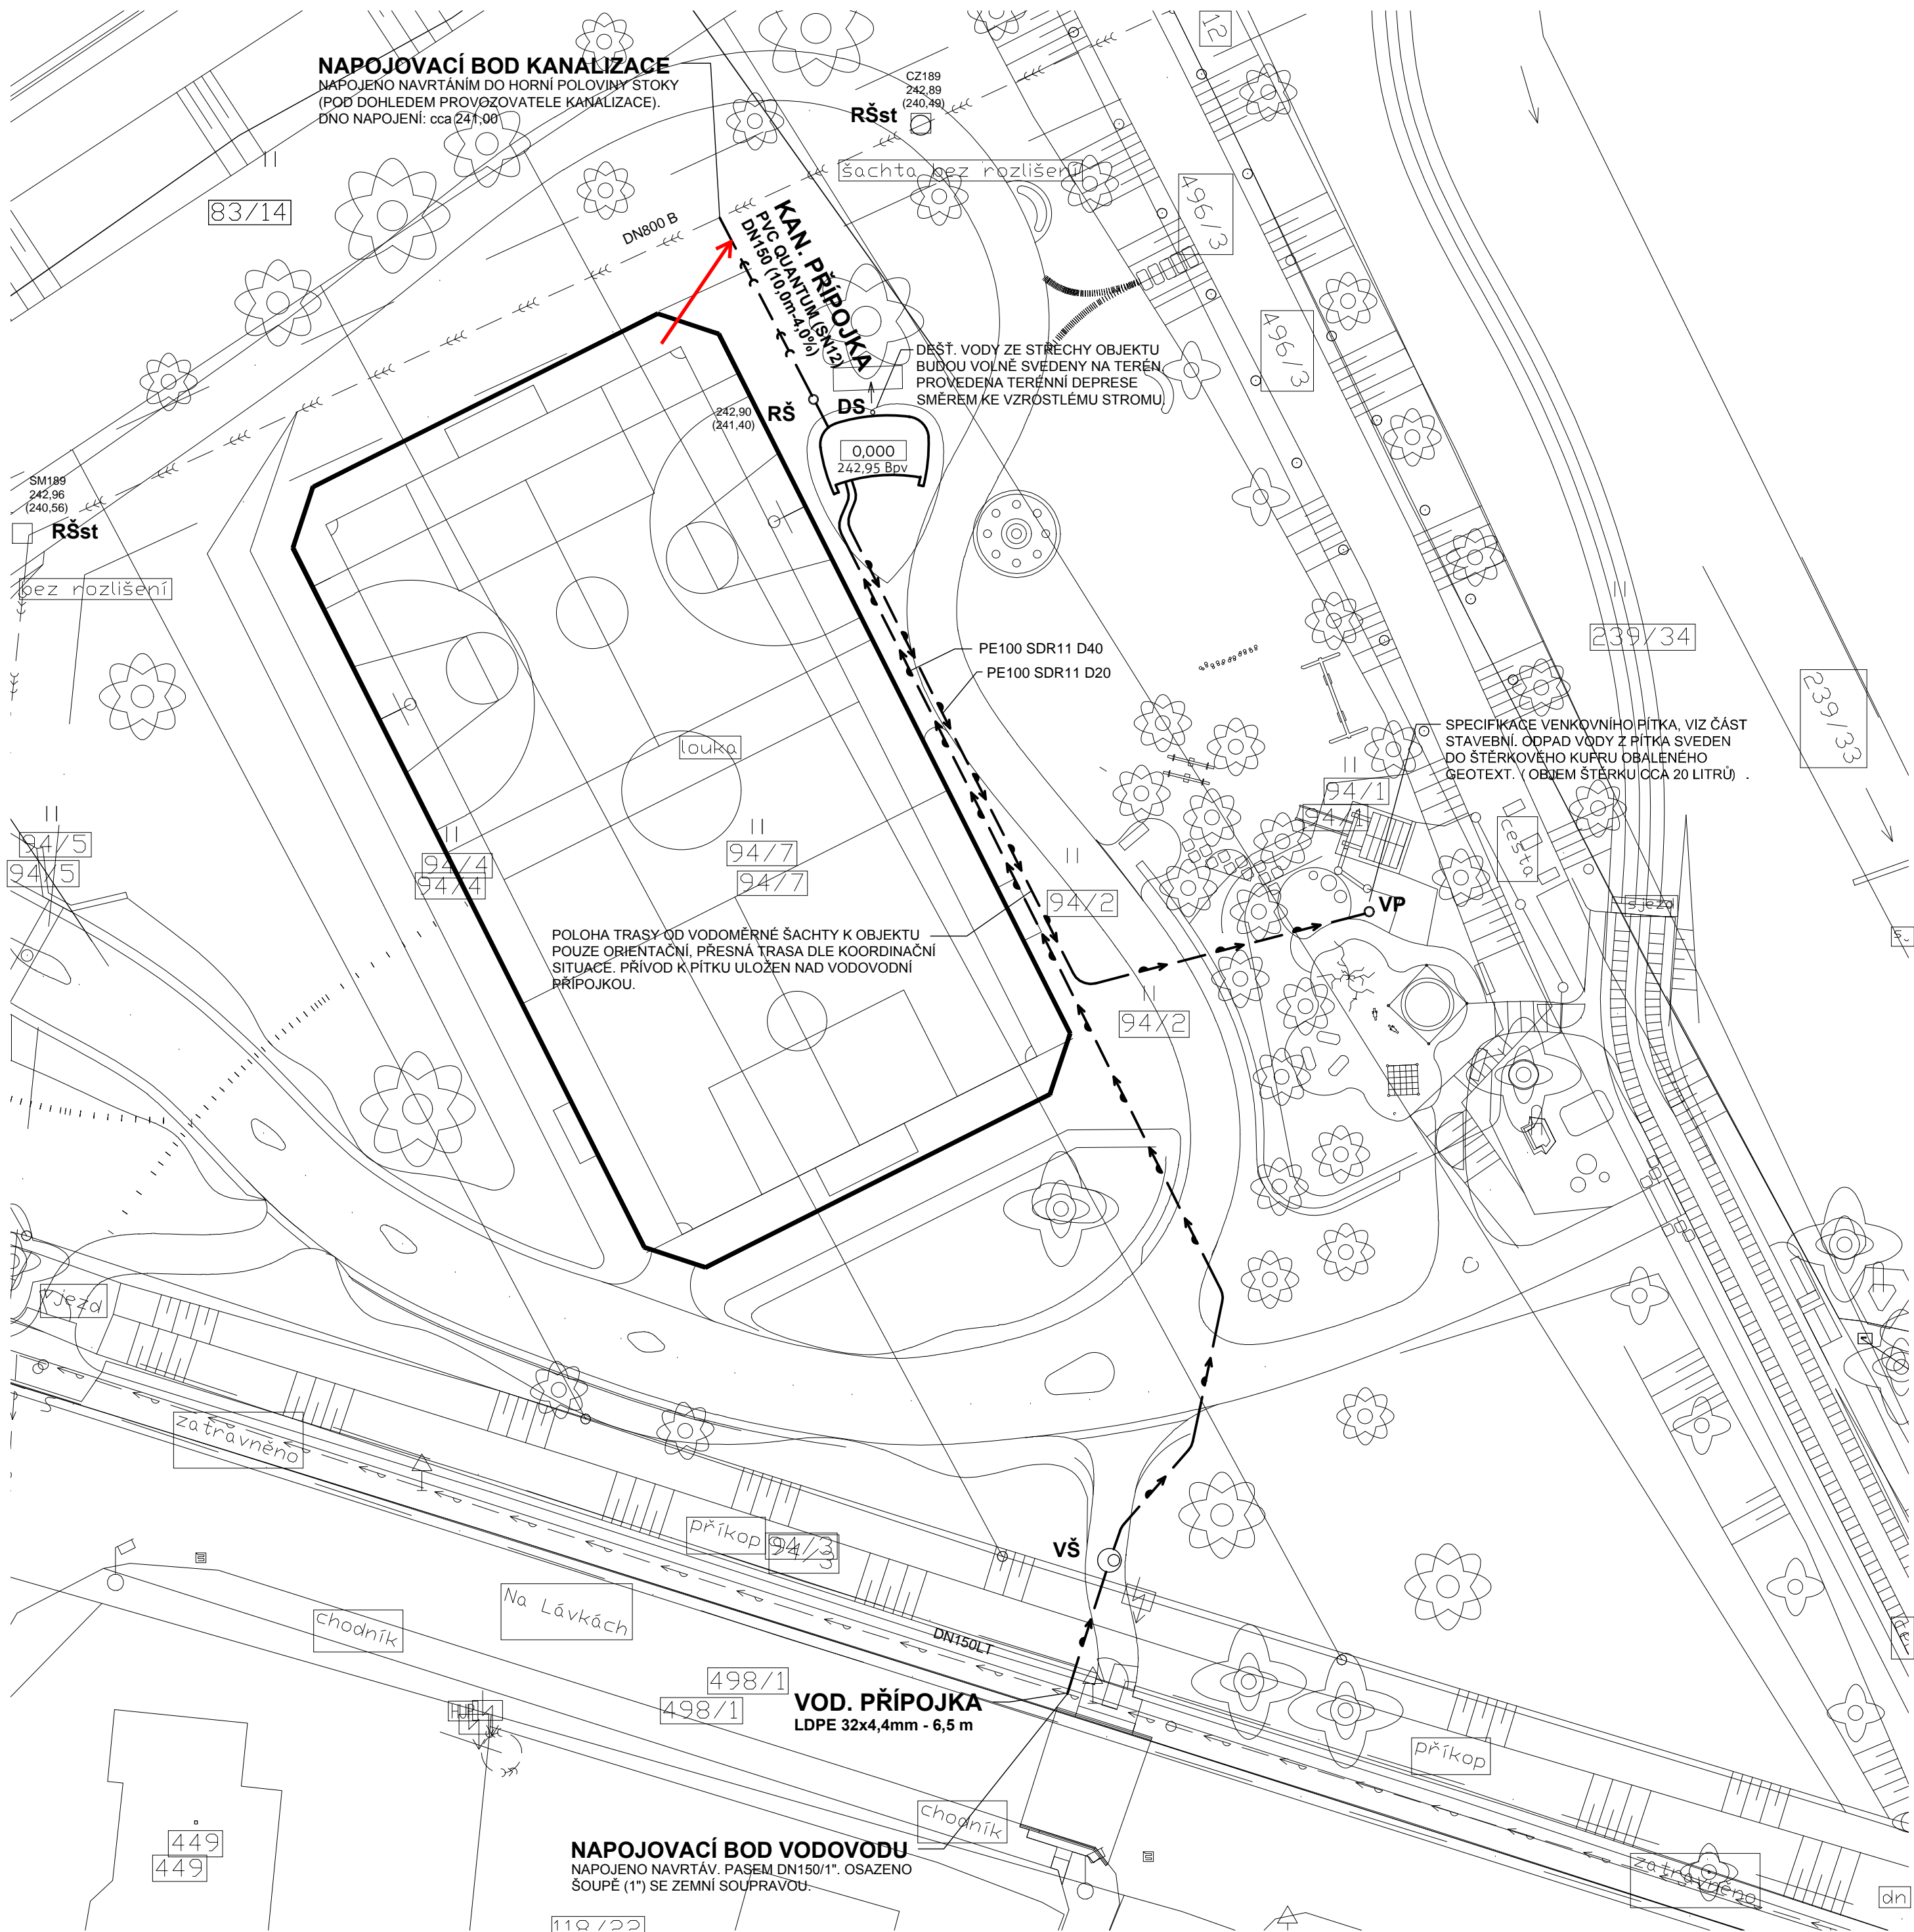 NAPOJOVACÍ BOD KANALIZACE
NAPOJENO NAVRTÁNÍM DO HORNÍ POLOVINY STOKY
(POD DOHLEDEM PROVOZOVATELE KANALIZACE).
DNO NAPOJENÍ: cca 241,00
12
CZ189
242,89
(240,49)
RŠst
šachta bez rozlišení
83/14
496/3
DN800 B
KAN. PŘÍPOJKA
PVC QUANTUM (SN12)
DN150 (10,0m-4,0%)
496/3
DEŠŤ. VODY ZE STŘECHY OBJEKTU
BUDOU VOLNĚ SVEDENY NA TERÉN,
PROVEDENA TERÉNNÍ DEPRESE
SMĚREM KE VZROSTLÉMU STROMU.
242,90
(241,40)
RŠ
DS
0,000
242,95 Bpv
SM189
242,96
(240,56)
RŠst
bez rozlišení
239/34
PE100 SDR11 D40
PE100 SDR11 D20
239/33
louka
SPECIFIKACE VENKOVNÍHO PÍTKA, VIZ ČÁST
STAVEBNÍ. ODPAD VODY Z PÍTKA SVEDEN
DO ŠTĚRKOVÉHO KUFRU OBALENÉHO
GEOTEXT. ( OBJEM ŠTĚRKU CCA 20 LITRŮ) .
94/1
94/1
cesta
94/5
94/5
94/4
94/4
94/7
94/7
94/2
VP
sjezd
POLOHA TRASY OD VODOMĚRNÉ ŠACHTY K OBJEKTU
POUZE ORIENTAČNÍ, PŘESNÁ TRASA DLE KOORDINAČNÍ
SITUACE. PŘÍVOD K PÍTKU ULOŽEN NAD VODOVODNÍ
PŘÍPOJKOU.
94/2
vjezd
zatravněno
příkop
94/3
94/3
VŠ
Na Lávkách
chodník
DN150LT
498/1
498/1
VOD. PŘÍPOJKA
LDPE 32x4,4mm - 6,5 m
HUP
příkop
chodník
449
449
NAPOJOVACÍ BOD VODOVODU
NAPOJENO NAVRTÁV. PASEM DN150/1". OSAZENO
ŠOUPĚ (1") SE ZEMNÍ SOUPRAVOU.
zatravněno
dn
118/22